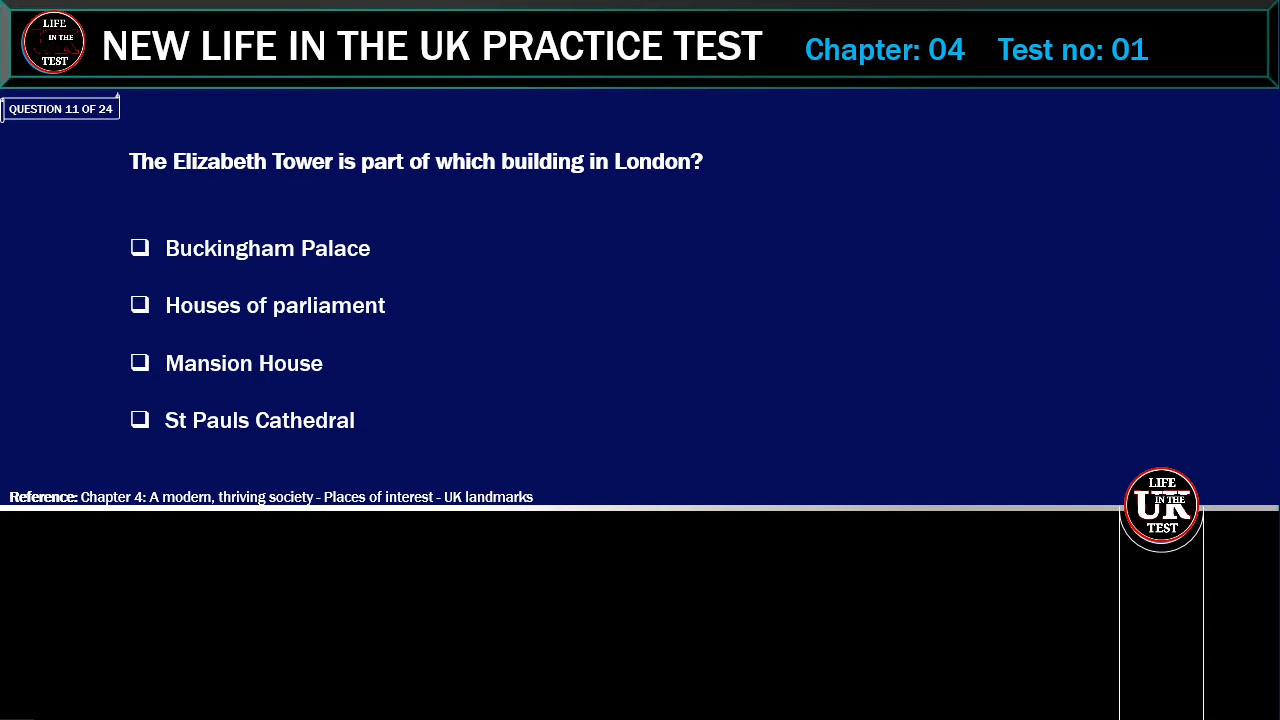 LIFE
IN THE
UK
TEST
NEW LIFE IN THE UK PRACTICE TEST
Chapter: 04
Test no: 01
QUESTION 11 OF 24
The Elizabeth Tower is part of which building in London?
Buckingham Palace
Houses of parliament
Mansion House
St Pauls Cathedral
Reference: Chapter 4: A modern, thriving society - Places of interest - UK landmarks
LIFE
IN THE
UK
TEST